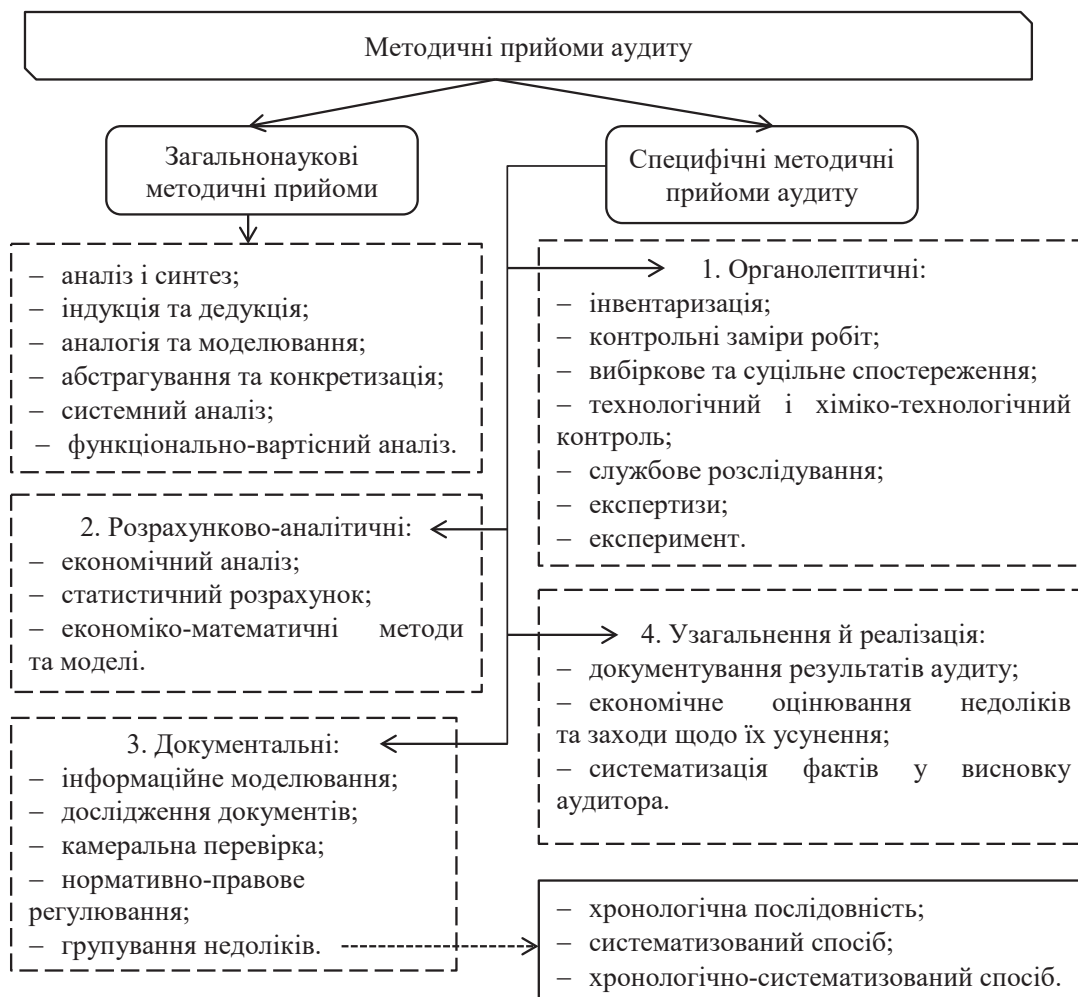 Методичні прийоми аудиту
Загальнонаукові
методичні прийоми
Специфічні методичні
прийоми аудиту
– аналіз і синтез;
– індукція та дедукція;
– аналогія та моделювання;
– абстрагування та конкретизація;
– системний аналіз;
– функціонально-вартісний аналіз.
1. Органолептичні:
– інвентаризація;
– контрольні заміри робіт;
– вибіркове та суцільне спостереження;
– технологічний і хіміко-технологічний
контроль;
– службове розслідування;
– експертизи;
– експеримент.
2. Розрахунково-аналітичні:
– економічний аналіз;
– статистичний розрахунок;
– економіко-математичні методи
та моделі.
3. Документальні:
– інформаційне моделювання;
– дослідження документів;
– камеральна перевірка;
– нормативно-правове
регулювання;
– групування недоліків.
4. Узагальнення й реалізація:
– документування результатів аудиту;
– економічне оцінювання недоліків
та заходи щодо їх усунення;
– систематизація фактів у висновку
аудитора.
– хронологічна послідовність;
– систематизований спосіб;
– хронологічно-систематизований спосіб.